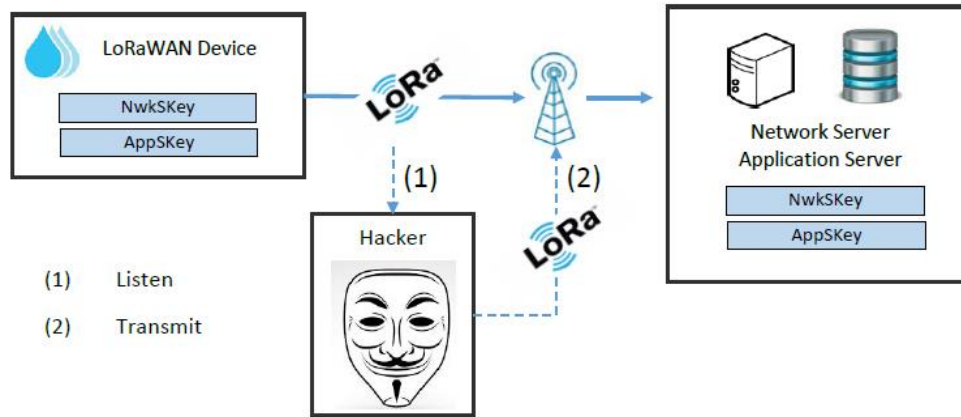 LoRaWAN Device
NwkSKey
AppSKey
LoRa
(1)
(2)
Network Server
Application Server
NwkSKey
AppSKey
Hacker
LoRa
(1) Listen
(2) Transmit